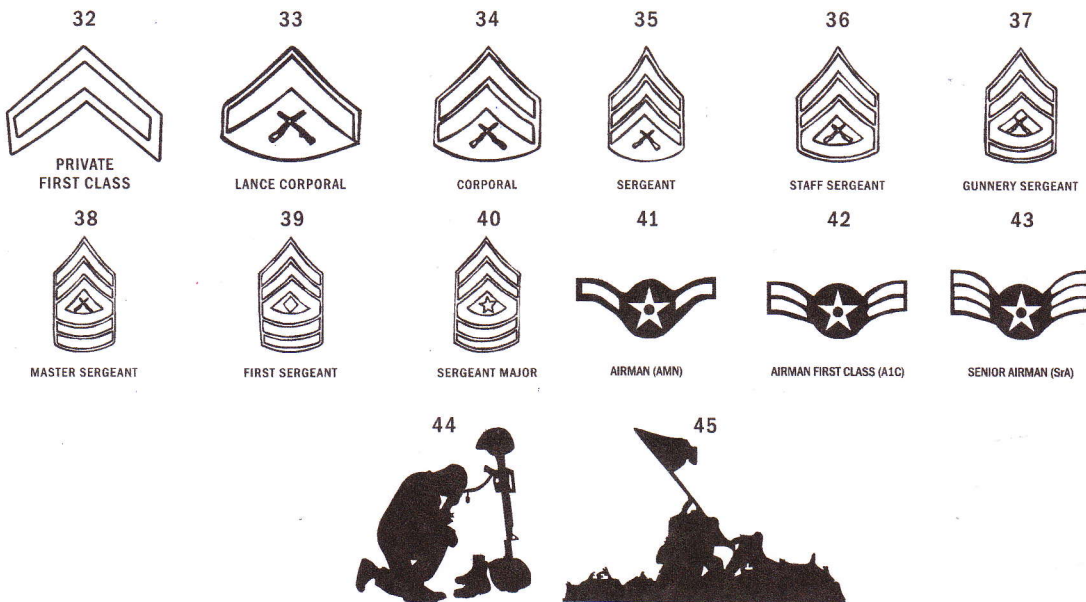 32 33 34 35 36 37
PRIVATE
FIRST CLASS
LANCE CORPORAL
CORPORAL
SERGEANT
STAFF SERGEANT
GUNNERY SERGEANT
38 39 40 41 42 43
MASTER SERGEANT
FIRST SERGEANT
SERGEANT MAJOR
AIRMAN (AMN)
AIRMAN FIRST CLASS (A1C)
SENIOR AIRMAN (SrA)
44 45